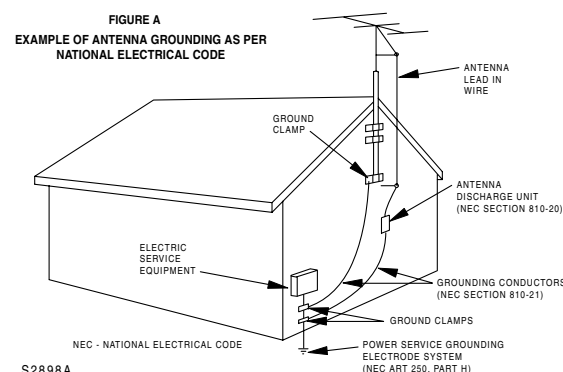 FIGURE A
EXAMPLE OF ANTENNA GROUNDING AS PER
NATIONAL ELECTRICAL CODE
ANTENNA
LEAD IN
WIRE
GROUND
CLAMP
ANTENNA
DISCHARGE UNIT
(NEC SECTION 810-20)
ELECTRIC
SERVICE
EQUIPMENT
GROUNDING CONDUCTORS
(NEC SECTION 810-21)
GROUND CLAMPS
NEC - NATIONAL ELECTRICAL CODE
POWER SERVICE GROUNDING
ELECTRODE SYSTEM
(NEC ART 250, PART H)
S2898A